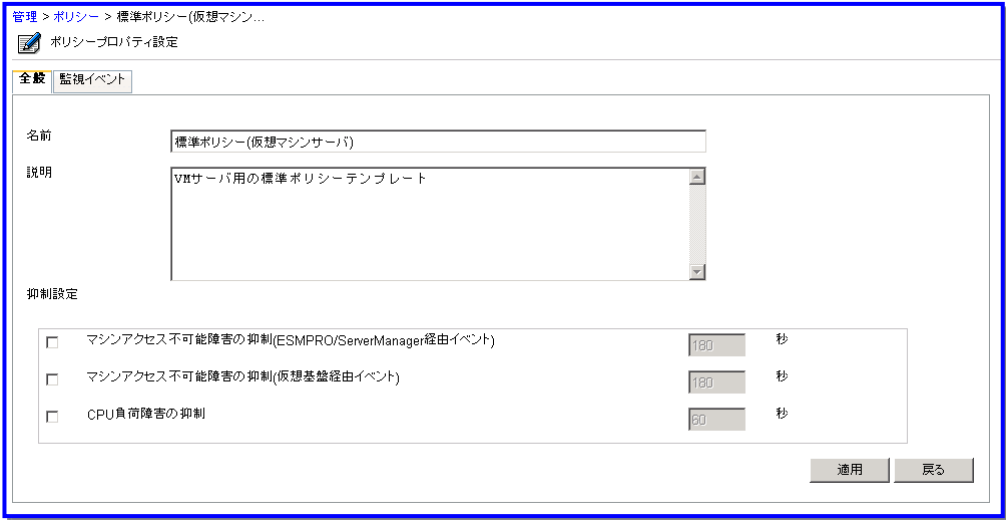 管理 > ポリシー > 標準ポリシー(仮想マシン...
ポリシープロパティ設定
全般 監視イベント
名前 標準ポリシー(仮想マシンサーバ)
説明 VMサーバ用の標準ポリシーテンプレート
抑制設定
マシンアクセス不可能障害の抑制(ESMPRO/ServerManager経由イベント) 180 秒
マシンアクセス不可能障害の抑制(仮想基盤経由イベント) 180 秒
CPU負荷障害の抑制 60 秒
適用 戻る